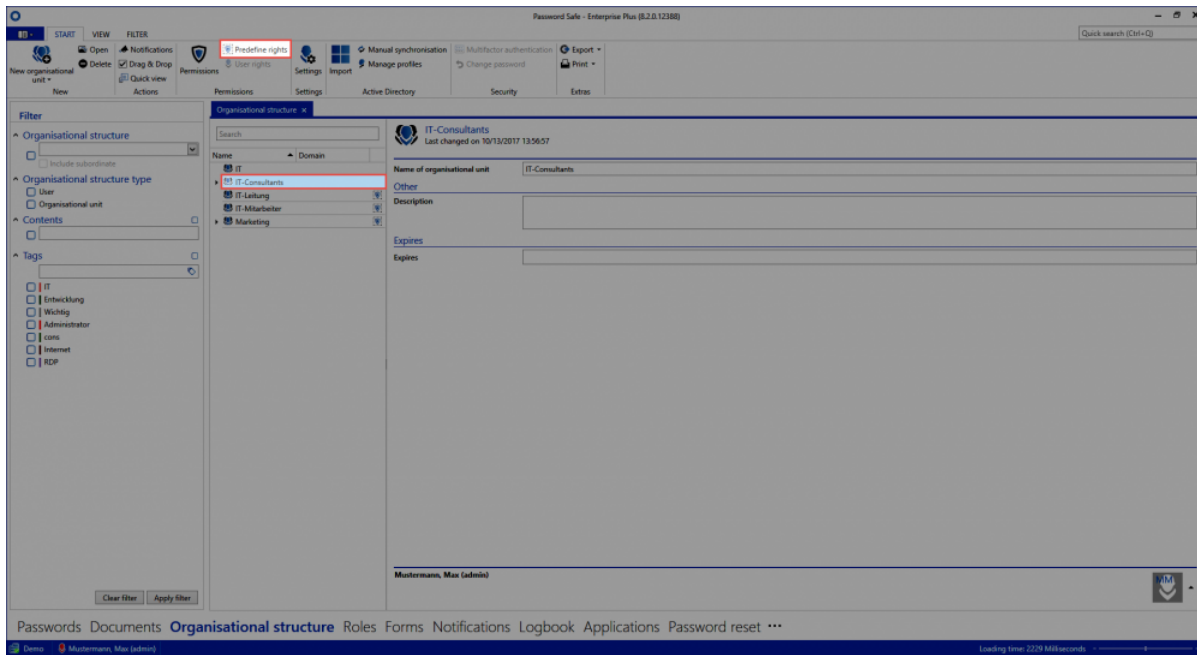 Password Safe - Enterprise Plus (8.2.0.12388)
START VIEW FILTER
Quick search (Ctrl+Q)
New organisational unit
Open
Delete
Notifications
Drag & Drop
Quick view
Permissions
Predefine rights
User rights
Settings
Import
Manual synchronisation
Manage profiles
Multifactor authentication
Change password
Export
Print
New Actions Permissions Settings Active Directory Security Extras
Filter
Organisational structure
Include subordinate
Organisational structure type
User
Organisational unit
Contents
Tags
IT
Entwicklung
Wichtig
Administrator
cons
Internet
RDP
Clear filter Apply filter
Organisational structure x
Search
Name Domain
IT
IT-Consultants
IT-Leitung
IT-Mitarbeiter
Marketing
IT-Consultants
Last changed on 10/13/2017 13:56:57
Name of organisational unit IT-Consultants
Other
Description
Expires
Expires
Mustermann, Max (admin)
MM
Passwords Documents Organisational structure Roles Forms Notifications Logbook Applications Password reset •••
Demo Mustermann, Max (admin) Loading time: 2229 Milliseconds